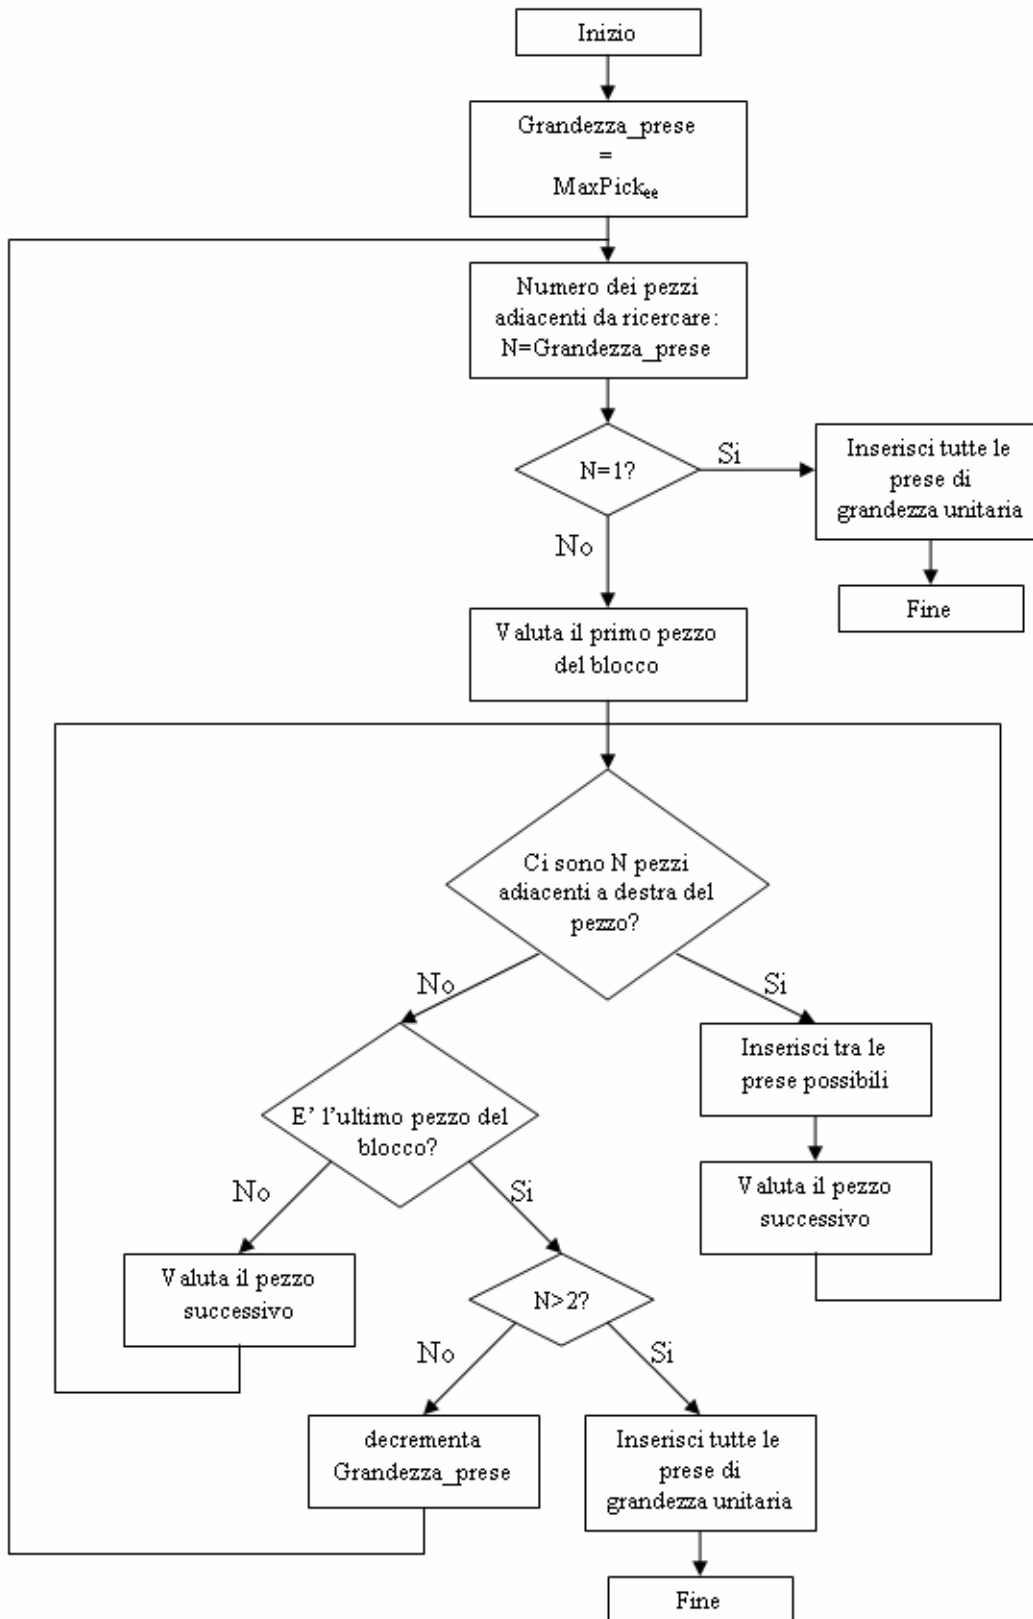 Inizio
Grandezza_prese
=
MaxPickee
Numero dei pezzi
adiacenti da ricercare:
N=Grandezza_prese
N=1?
Si
Inserisci tutte le
prese di
grandezza unitaria
No
Fine
Valuta il primo pezzo
del blocco
Ci sono N pezzi
adiacenti a destra del
pezzo?
No
Si
Inserisci tra le
prese possibili
E' l'ultimo pezzo del
blocco?
No
Si
Valuta il pezzo
successivo
Valuta il pezzo
successivo
N>2?
No
Si
decrementa
Grandezza_prese
Inserisci tutte le
prese di
grandezza unitaria
Fine